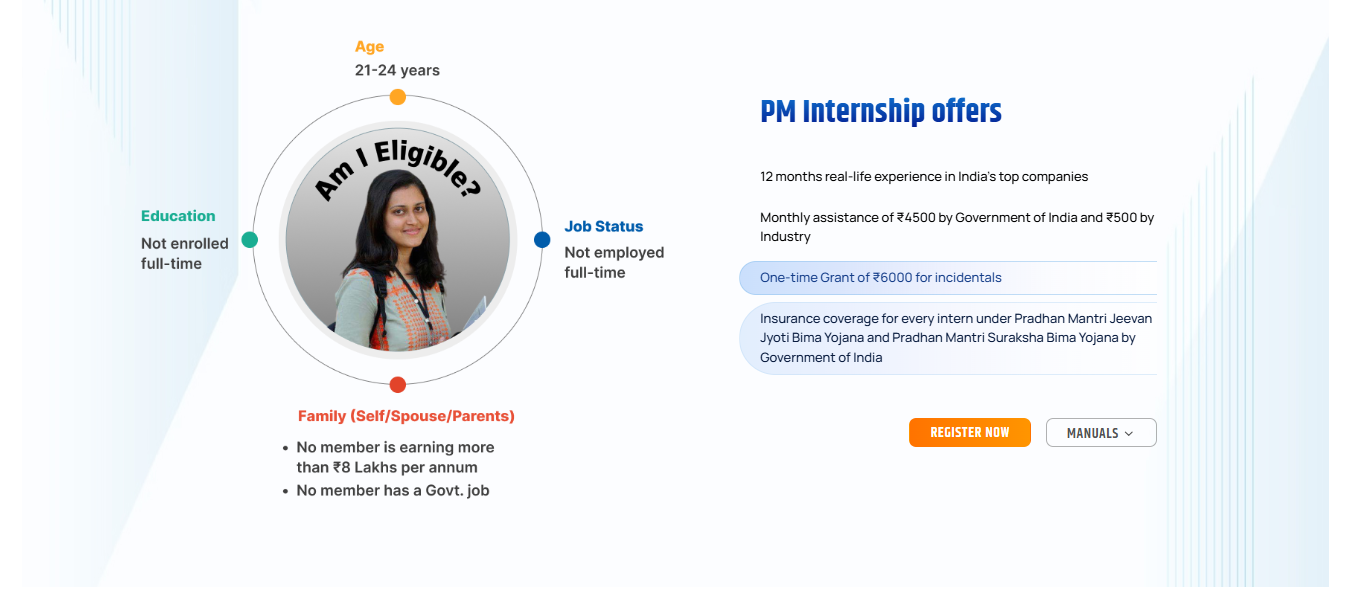 Age
21-24 years
Am I Eligible?
Education
Not enrolled
full-time
Job Status
Not employed
full-time
Family (Self/Spouse/Parents)
• No member is earning more
than ₹8 Lakhs per annum
• No member has a Govt. job
PM Internship offers
12 months real-life experience in India's top companies
Monthly assistance of ₹4500 by Government of India and ₹500 by
Industry
One-time Grant of ₹6000 for incidentals
Insurance coverage for every intern under Pradhan Mantri Jeevan
Jyoti Bima Yojana and Pradhan Mantri Suraksha Bima Yojana by
Government of India
REGISTER NOW
MANUALS